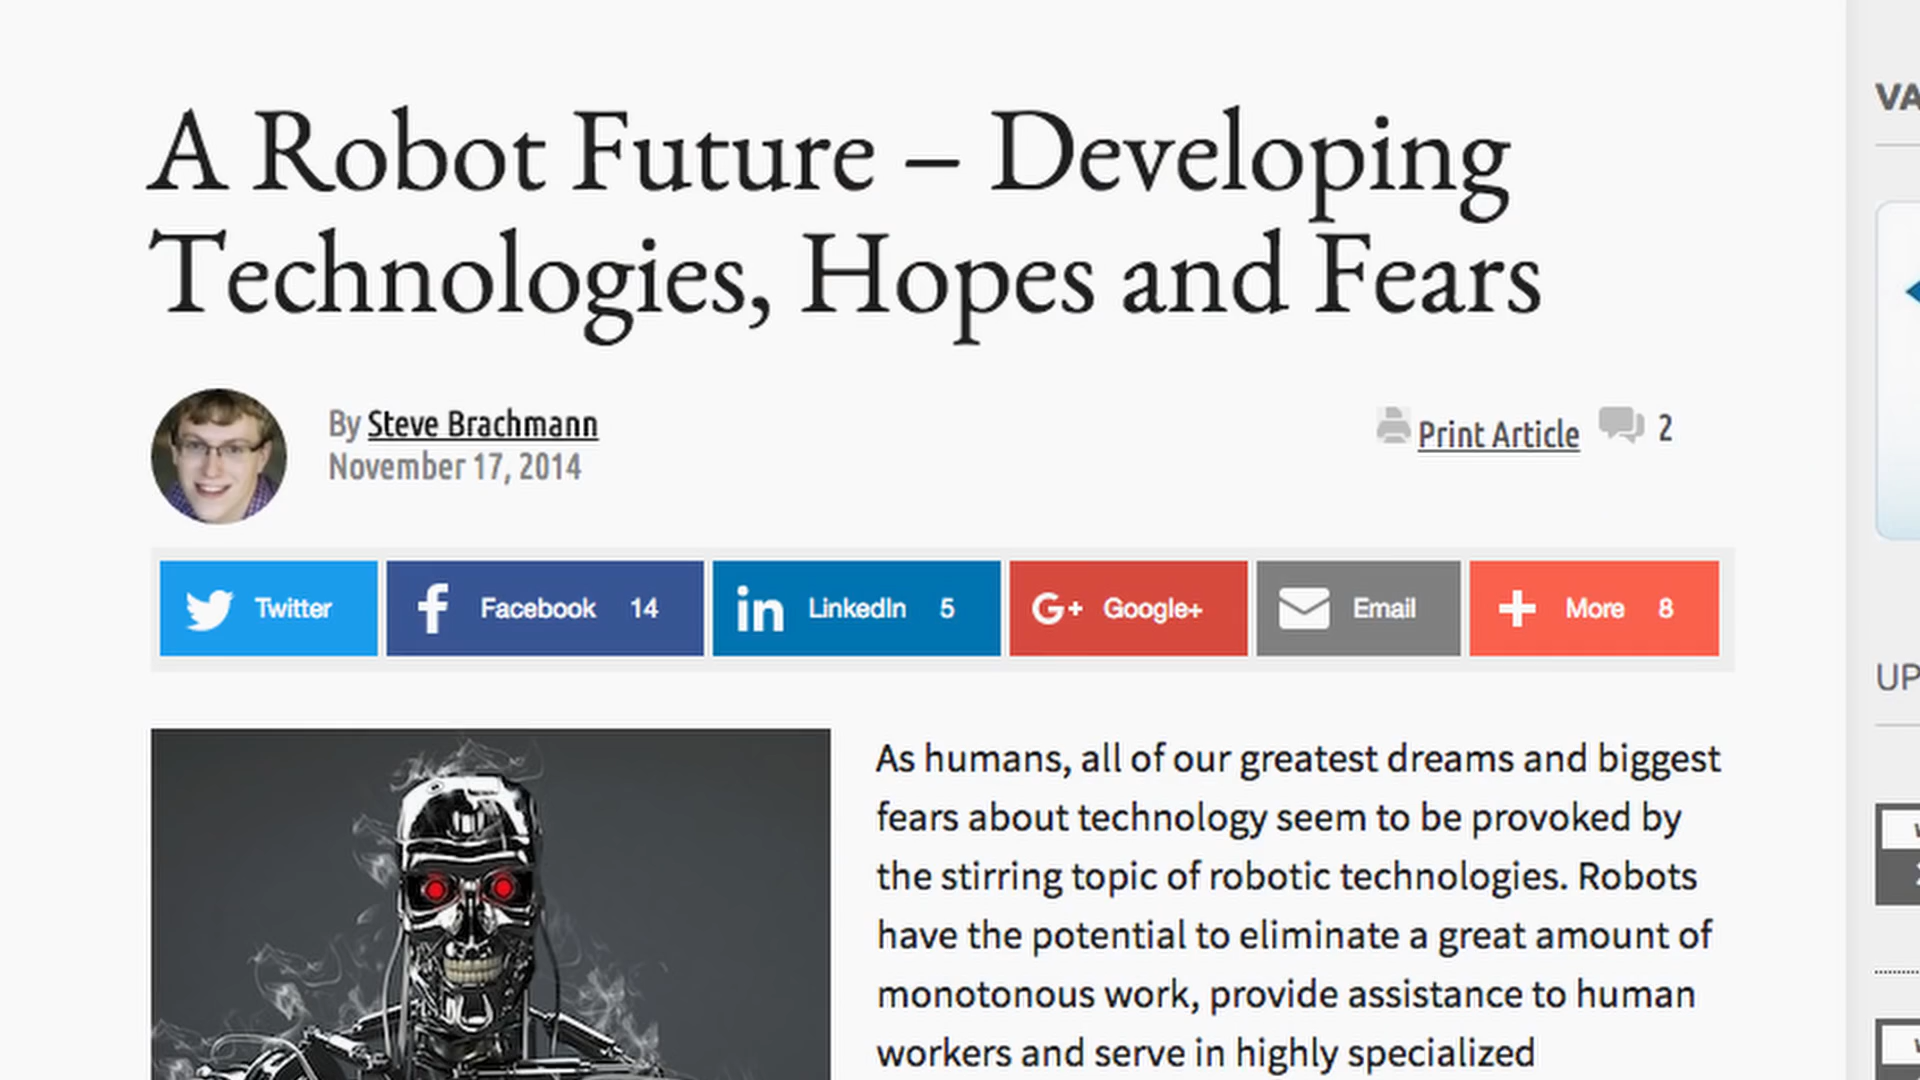 A Robot Future – Developing
Technologies, Hopes and Fears
By Steve Brachmann
November 17, 2014
Print Article 2
Twitter
Facebook 14
LinkedIn 5
G+ Google+
Email
More 8
As humans, all of our greatest dreams and biggest
fears about technology seem to be provoked by
the stirring topic of robotic technologies. Robots
have the potential to eliminate a great amount of
monotonous work, provide assistance to human
workers and serve in highly specialized
VA
UP